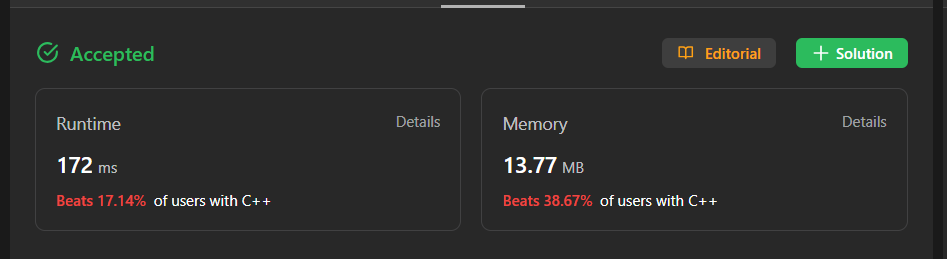 Accepted
Editorial
Solution
Runtime
Details
172 ms
Beats 17.14% of users with C++
Memory
Details
13.77 MB
Beats 38.67% of users with C++